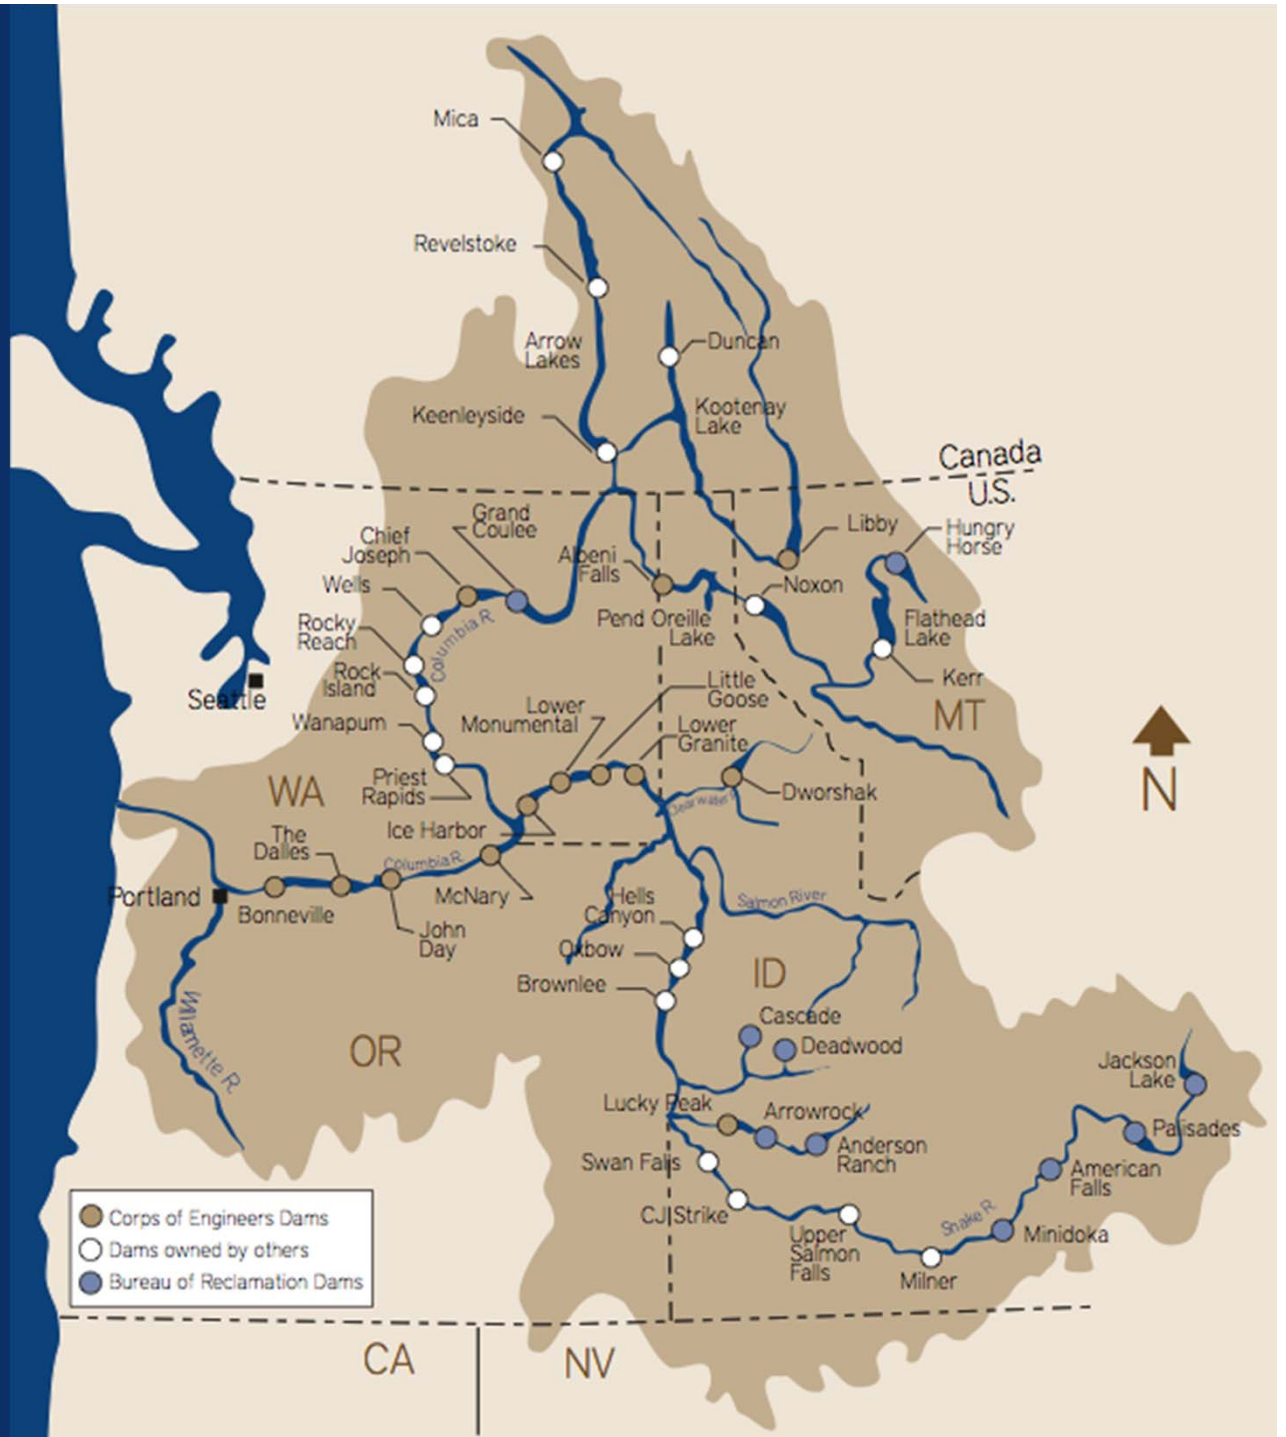 Mica
Revelstoke
Arrow
Lakes
Duncan
Keenleyside
Kootenay
Lake
Canada
U.S.
Grand
Coulee
Chief
Joseph
Libby
Hungry
Horse
Albeni
Falls
Wells
Noxon
Rocky
Reach
Columbia R.
Pend Oreille
Lake
Flathead
Lake
Rock
Island
Kerr
Seattle
Little
Goose
Lower
Monumental
Wanapum
Lower
Granite
MT
Priest
Rapids
WA
N
Dworshak
Clearwater R.
Ice Harbor
The
Dalles
Columbia R.
McNary
Portland
Bonneville
John
Day
Hells
Canyon
Salmon River
Oxbow
Brownlee
ID
Willamette R.
OR
Cascade
Deadwood
Jackson
Lake
Lucky Peak
Arrowrock
Anderson
Ranch
Palisades
Swan Falls
American
Falls
CJ Strike
Upper
Salmon
Falls
Snake R.
Minidoka
Milner
Corps of Engineers Dams
Dams owned by others
Bureau of Reclamation Dams
CA
NV